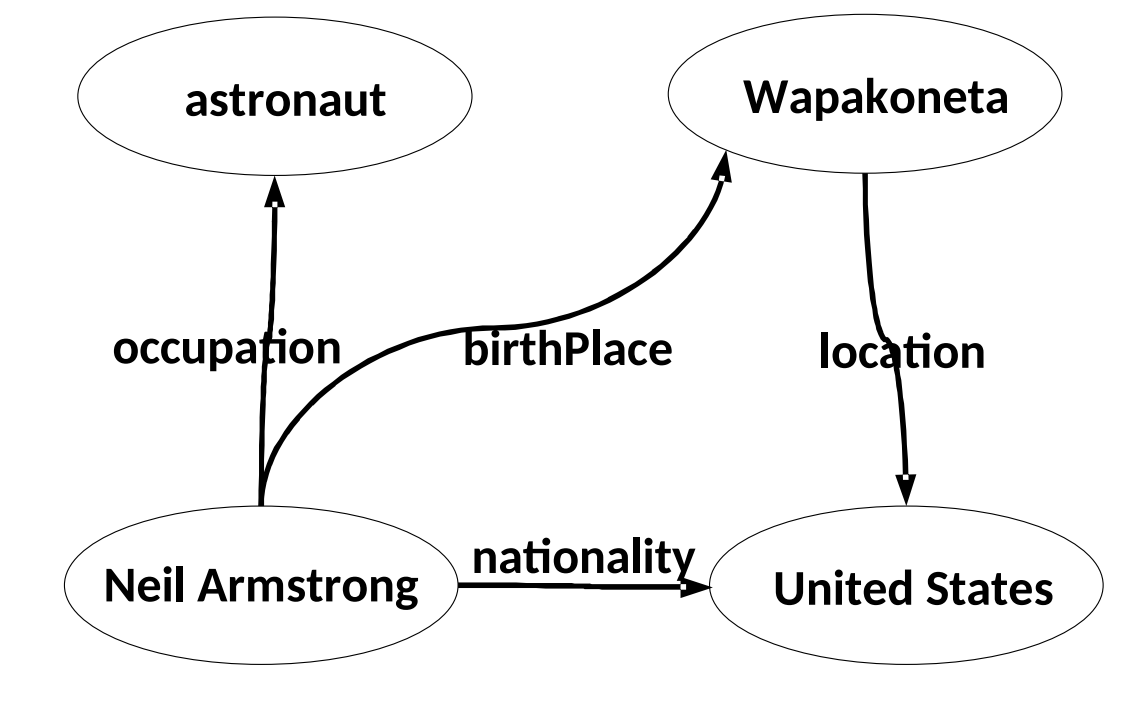 astronaut
Wapakoneta
occupation
birthPlace
location
nationality
Neil Armstrong
United States